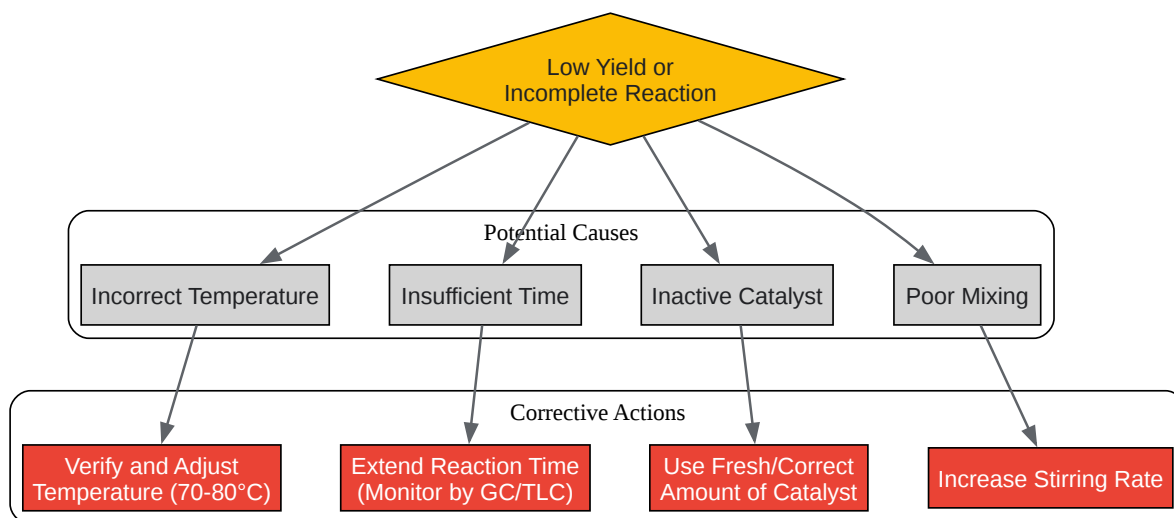 Low Yield or
Incomplete Reaction
Potential Causes
Incorrect Temperature
Insufficient Time
Inactive Catalyst
Poor Mixing
Corrective Actions
Verify and Adjust
Temperature (70-80°C)
Extend Reaction Time
(Monitor by GC/TLC)
Use Fresh/Correct
Amount of Catalyst
Increase Stirring Rate